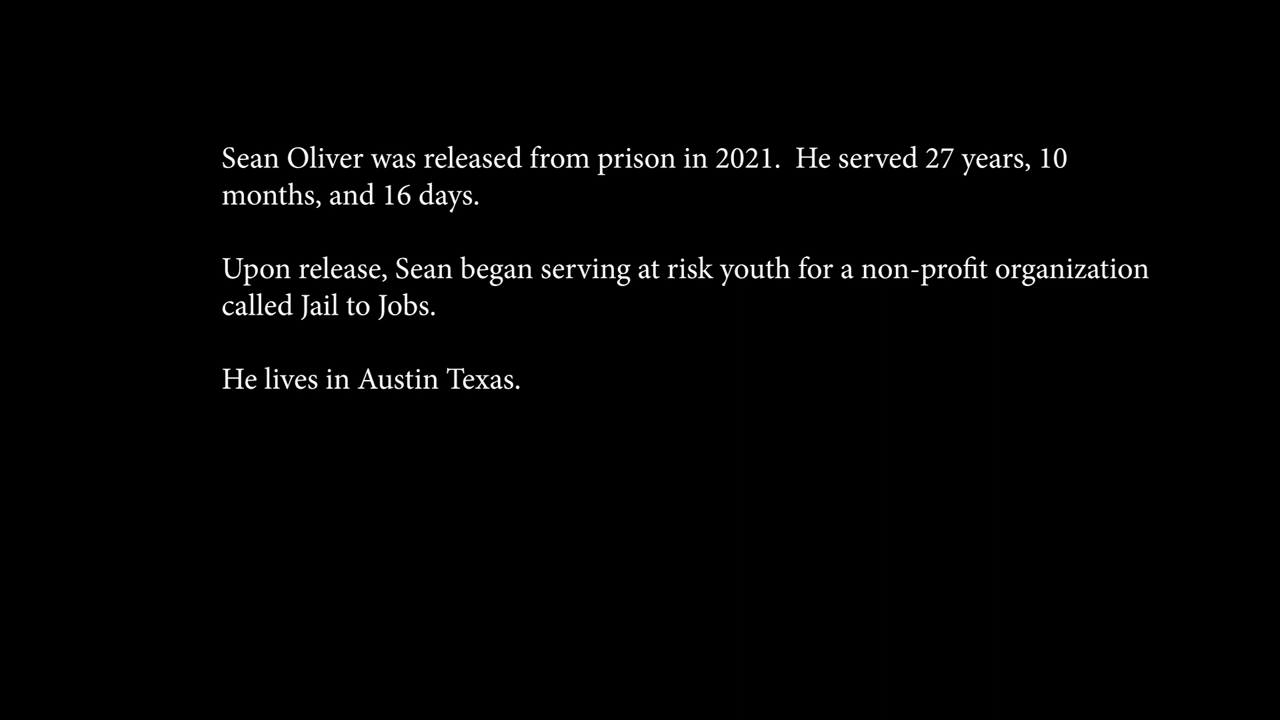 Sean Oliver was released from prison in 2021.  He served 27 years, 10
months, and 16 days.
Upon release, Sean began serving at risk youth for a non-profit organization
called Jail to Jobs.
He lives in Austin Texas.